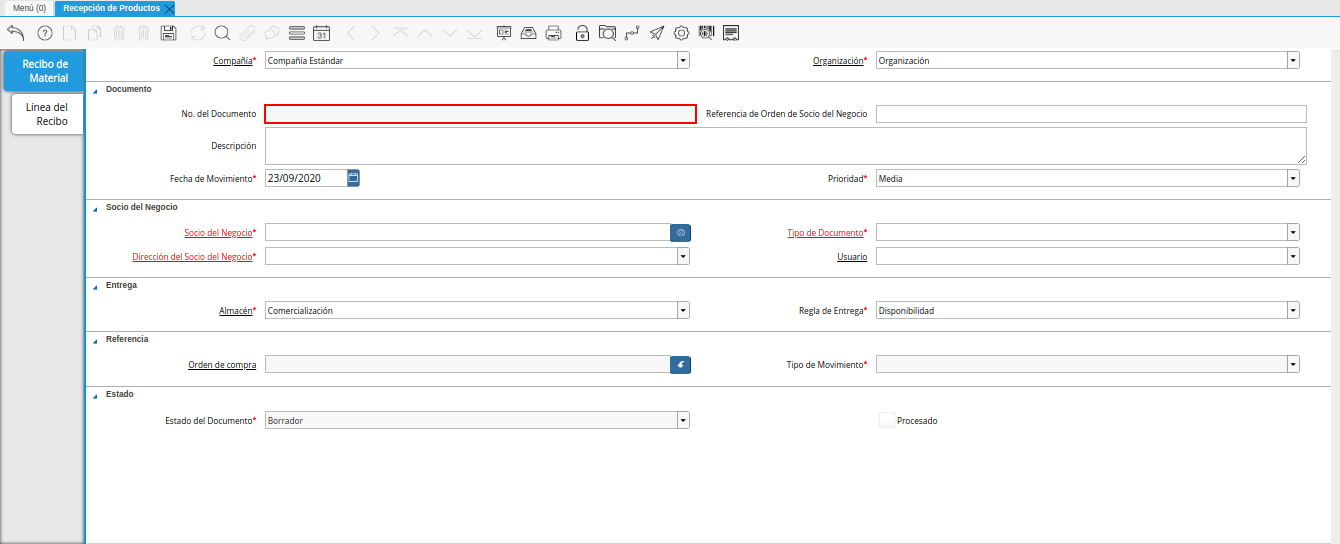 Menú (0) Recepción de Productos
31
Recibo de
Material
Línea del
Recibo
Compañía* Compañía Estándar Organización* Organización
Documento
No. del Documento Referencia de Orden de Socio del Negocio
Descripción
Fecha de Movimiento* 23/09/2020 Prioridad* Media
Socio del Negocio
Socio del Negocio* Tipo de Documento*
Dirección del Socio del Negocio* Usuario
Entrega
Almacén* Comercialización Regla de Entrega* Disponibilidad
Referencia
Orden de compra Tipo de Movimiento*
Estado
Estado del Documento* Borrador Procesado